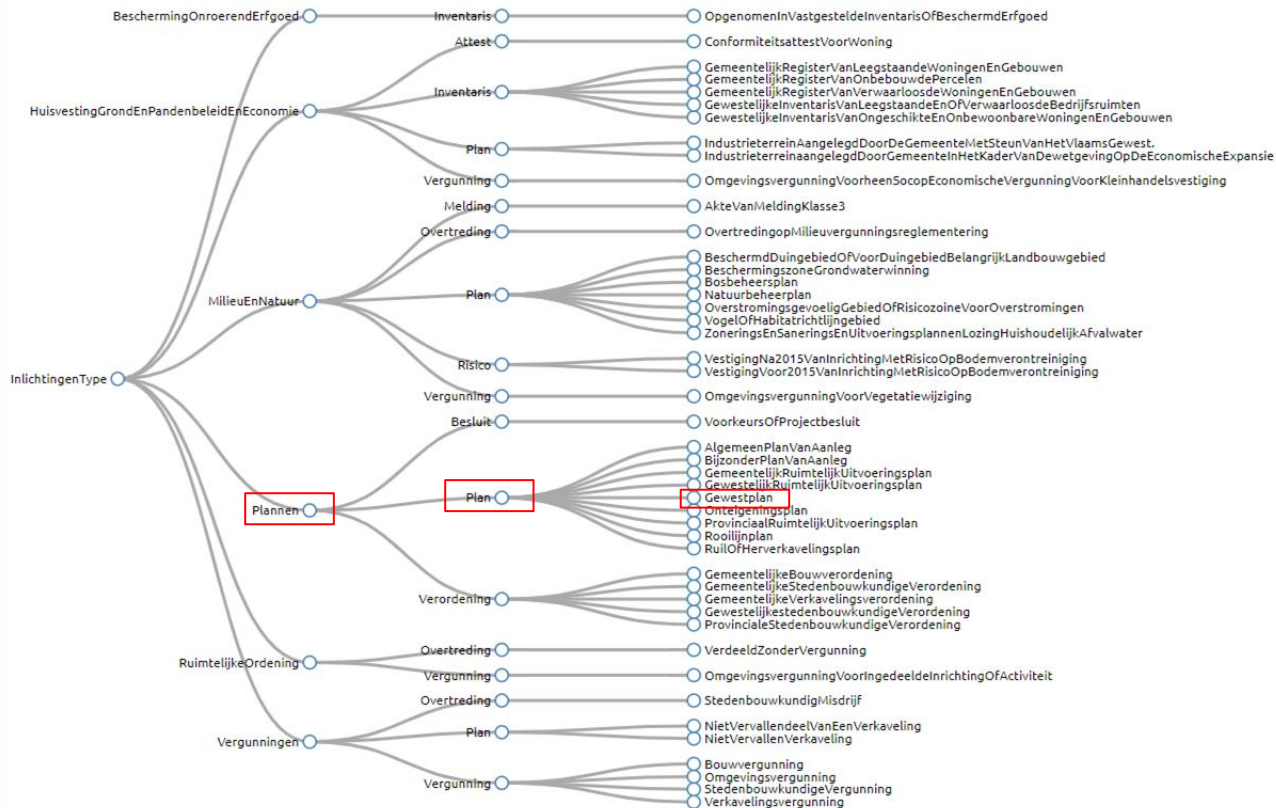 BeschermingOnroerendErfgoed Inventaris OpgenomenInVastgesteldeInventarisOfBeschermdErfgoed
Attest ConformiteitsattestVoorWoning
GemeentelijkRegisterVanLeegstaandeWoningenEnGebouwen
GemeentelijkRegisterVanOnbebouwdePercelen
Inventaris GemeentelijkRegisterVanVerwaarloosdeWoningenEnGebouwen
GewestelijkeInventarisVanLeegstaandeEnOfVerwaarloosdeBedrijfsruimten
HuisvestingGrondEnPandenbeleidEnEconomie GewestelijkeInventarisVanOngeschikteEnOnbewoonbareWoningenEnGebouwen
IndustrieterreinAangelegdDoorDeGemeenteMetSteunVanHetVlaamsGewest.
Plan IndustrieterreinaangelegdDoorGemeenteInHetKaderVanDewetgevingOpDeEconomischeExpansie
Vergunning OmgevingsvergunningVoorheenSocopEconomischeVergunningVoorKleinhandelsvestiging
Melding AkteVanMeldingKlasse3
Overtreding OvertredingopMilieuvergunningsreglementering
BeschermdDuingebiedOfVoorDuingebiedBelangrijkLandbouwgebied
BeschermingszoneGrondwaterwinning
Bosbeheersplan
MilieuEnNatuur Plan Natuurbeheerplan
OverstromingsgevoeligGebiedOfRisicozoineVoorOverstromingen
VogelOfHabitatrichtlijngebied
ZoneringsEnSaneringsEnUitvoeringsplannenLozingHuishoudelijkAfvalwater
Risico VestigingNa2015VanInrichtingMetRisicoOpBodemverontreiniging
InlichtingenType VestigingVoor2015VanInrichtingMetRisicoOpBodemverontreiniging
Vergunning OmgevingsvergunningVoorVegetatiewijziging
Besluit VoorkeursOfProjectbesluit
AlgemeenPlanVanAanleg
BijzonderPlanVanAanleg
GemeentelijkRuimtelijkUitvoeringsplan
GewestelijkRuimtelijkUitvoeringsplan
Plan Gewestplan
Plannen Onteigeningsplan
ProvinciaalRuimtelijkUitvoeringsplan
Rooilijnplan
RuilOfHerverkavelingsplan
GemeentelijkeBouwverordening
GemeentelijkeStedenbouwkundigeVerordening
Verordening GemeentelijkeVerkavelingsverordening
GewestelijkestedenbouwkundigeVerordening
ProvincialeStedenbouwkundigeVerordening
Overtreding VerdeeldZonderVergunning
RuimtelijkeOrdening
Vergunning OmgevingsvergunningVoorIngedeeldeInrichtingOfActiviteit
Overtreding StedenbouwkundigMisdrijf
Plan NietVervallendeelVanEenVerkaveling
Vergunningen NietVervallenVerkaveling
Bouwvergunning
Vergunning Omgevingsvergunning
StedenbouwkundigeVergunning
Verkavelingsvergunning